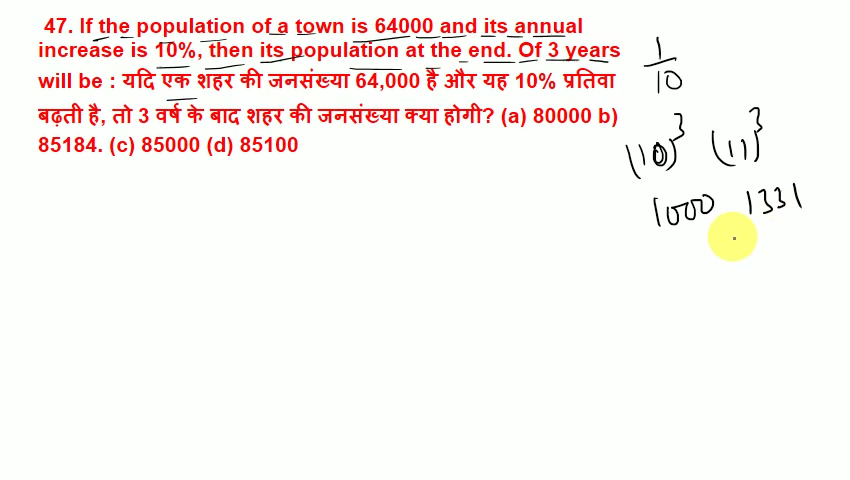 47. If the population of a town is 64000 and its annual
increase is 10%, then its population at the end. Of 3 years
will be : यदि एक शहर की जनसंख्या 64,000 है और यह 10% प्रतिवा
बढ़ती है, तो 3 वर्ष के बाद शहर की जनसंख्या क्या होगी? (a) 80000 b)
85184. (c) 85000 (d) 85100
1
10
(10)³ (11)³
1000 1331